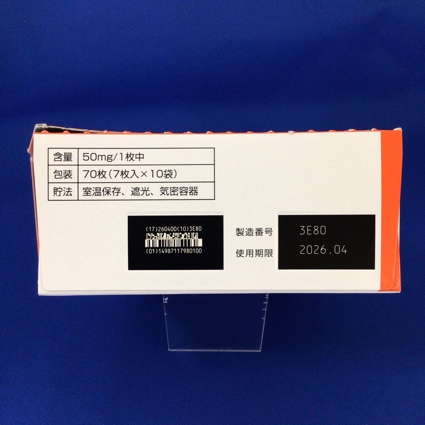 含量 50mg/1枚中
包装 70枚(7枚入×10袋)
貯法 室温保存、遮光、気密容器
(17)260400(10)3E80
(01)14987117980100
製造番号 3E80
使用期限 2026.04